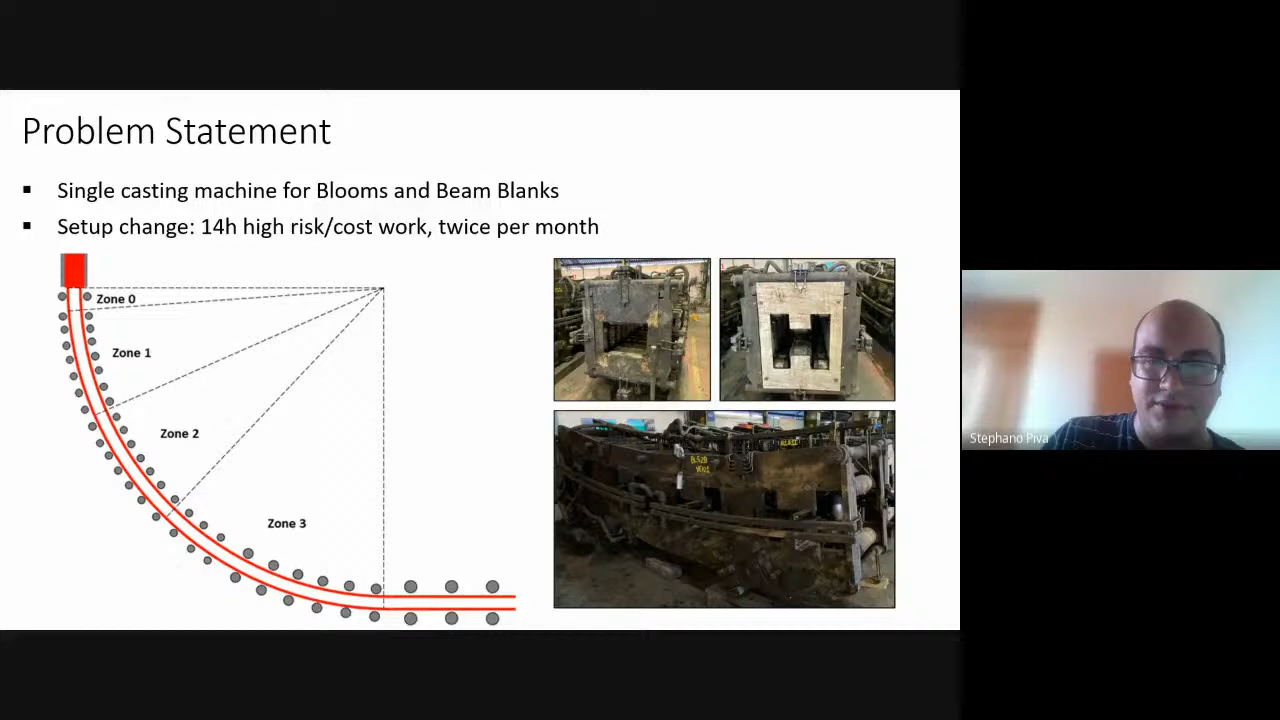 Problem Statement
▪ Single casting machine for Blooms and Beam Blanks
▪ Setup change: 14h high risk/cost work, twice per month
Zone 0
Zone 1
Zone 2
Zone 3
Stephano Piva